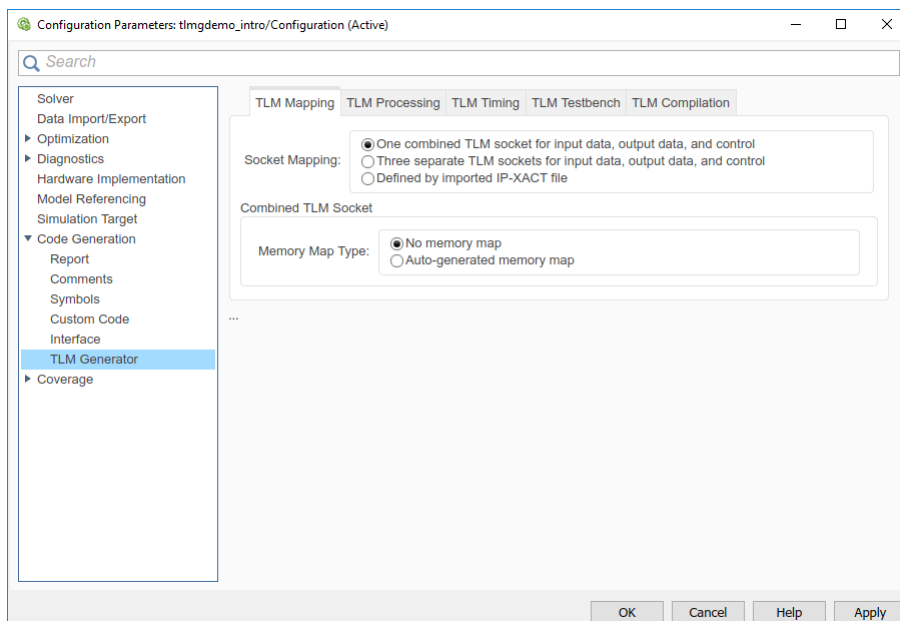 Configuration Parameters: tlmgdemo_intro/Configuration (Active)
Search
Solver
Data Import/Export
Optimization
Diagnostics
Hardware Implementation
Model Referencing
Simulation Target
Code Generation
Report
Comments
Symbols
Custom Code
Interface
TLM Generator
Coverage
TLM Mapping TLM Processing TLM Timing TLM Testbench TLM Compilation
Socket Mapping:
One combined TLM socket for input data, output data, and control
Three separate TLM sockets for input data, output data, and control
Defined by imported IP-XACT file
Combined TLM Socket
Memory Map Type:
No memory map
Auto-generated memory map
...
OK Cancel Help Apply